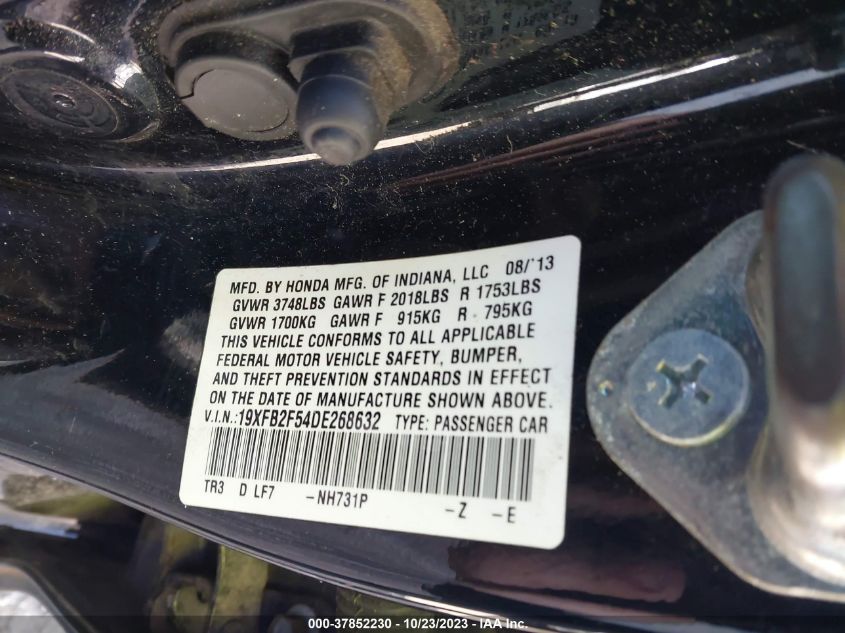 MFD. BY HONDA MFG. OF INDIANA, LLC 08/'13
GVWR 3748LBS GAWR F 2018LBS R 1753LBS
GVWR 1700KG GAWR F 915KG R 795KG
THIS VEHICLE CONFORMS TO ALL APPLICABLE
FEDERAL MOTOR VEHICLE SAFETY, BUMPER,
AND THEFT PREVENTION STANDARDS IN EFFECT
ON THE DATE OF MANUFACTURE SHOWN ABOVE.
V.I.N.:19XFB2F54DE268632 TYPE: PASSENGER CAR
TR3 D LF7 -NH731P -Z -E
000-37852230 - 10/23/2023 - IAAI.COM